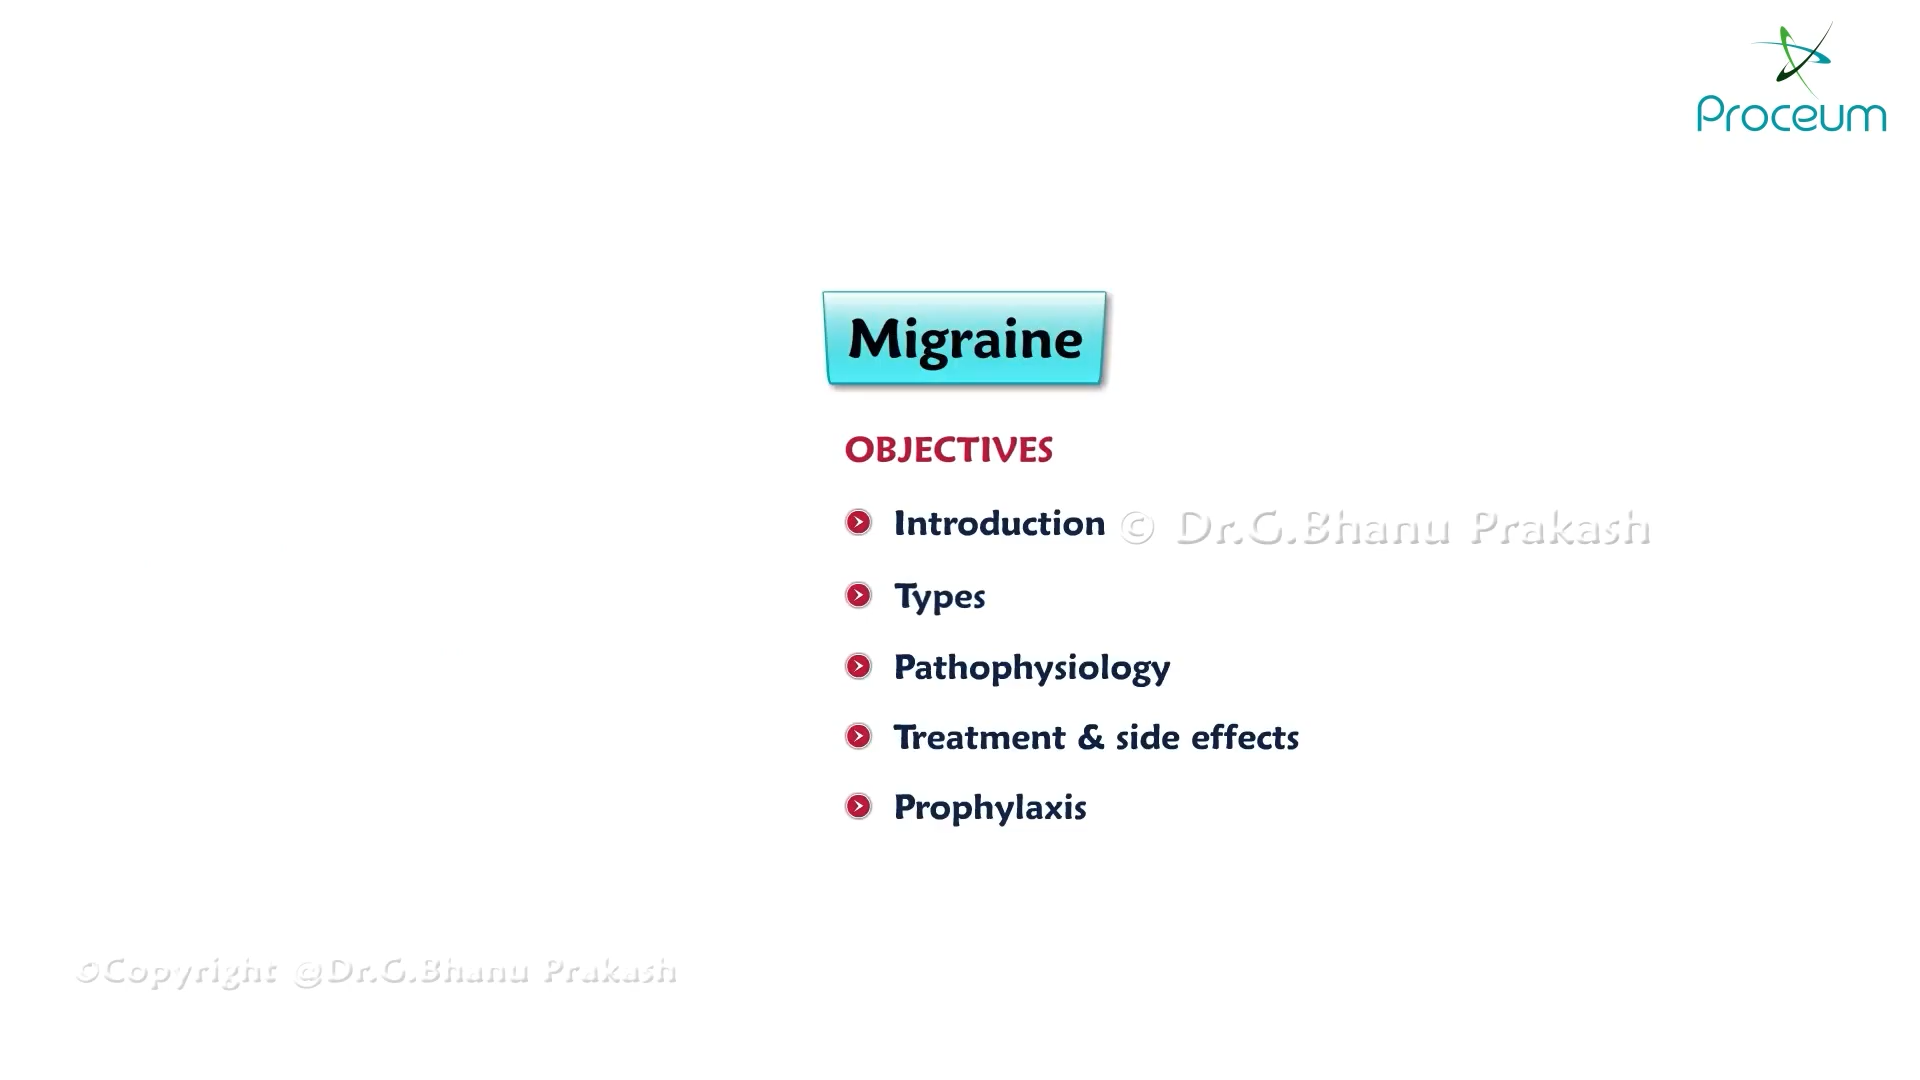 Proceum
Migraine
OBJECTIVES
Introduction
© Dr.G.Bhanu Prakash
Types
Pathophysiology
Treatment & side effects
Prophylaxis
©Copyright @Dr.G.Bhanu Prakash